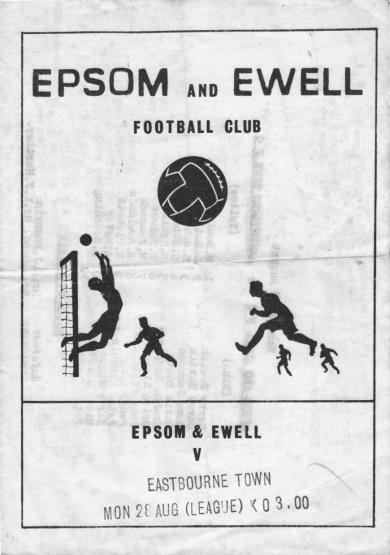 EPSOM AND EWELL
FOOTBALL CLUB
EPSOM & EWELL
V
EASTBOURNE TOWN
MON 28 AUG (LEAGUE) K O 3.00